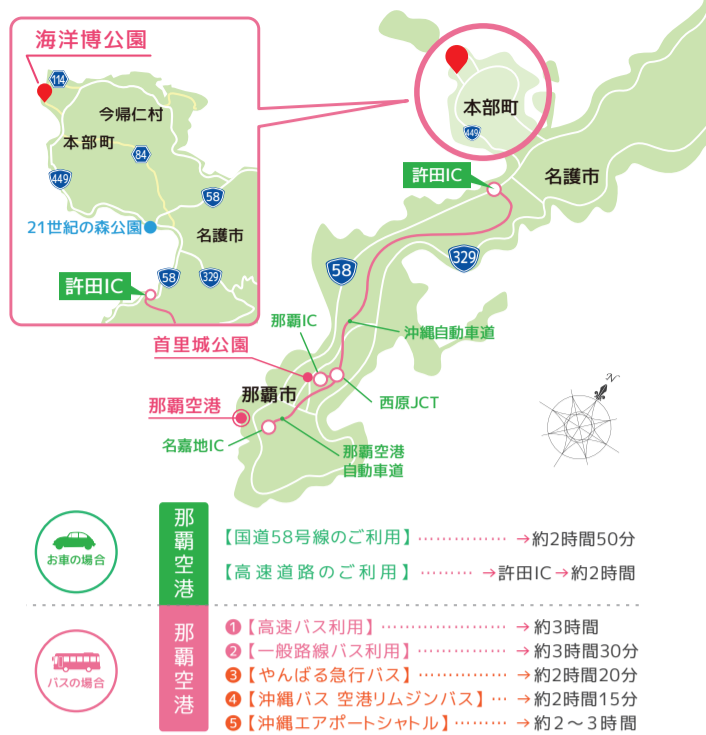 海洋博公園
114
今帰仁村
本部町
84
449
58
21世紀の森公園
名護市
58
329
許田IC
本部町
449
許田IC
名護市
58
329
那覇IC
沖縄自動車道
首里城公園
那覇市
西原JCT
那覇空港
名嘉地IC
那覇空港
自動車道
N
お車の場合
那覇空港
【国道58号線のご利用】 …………… →約2時間50分
【高速道路のご利用】 ……… →許田IC→約2時間
バスの場合
那覇空港
❶【高速バス利用】 ………………… →約3時間
❷【一般路線バス利用】 …………… →約3時間30分
❸【やんばる急行バス】 ………… →約2時間20分
❹【沖縄バス 空港リムジンバス】 … →約2時間15分
❺【沖縄エアポートシャトル】 ……… →約2～3時間